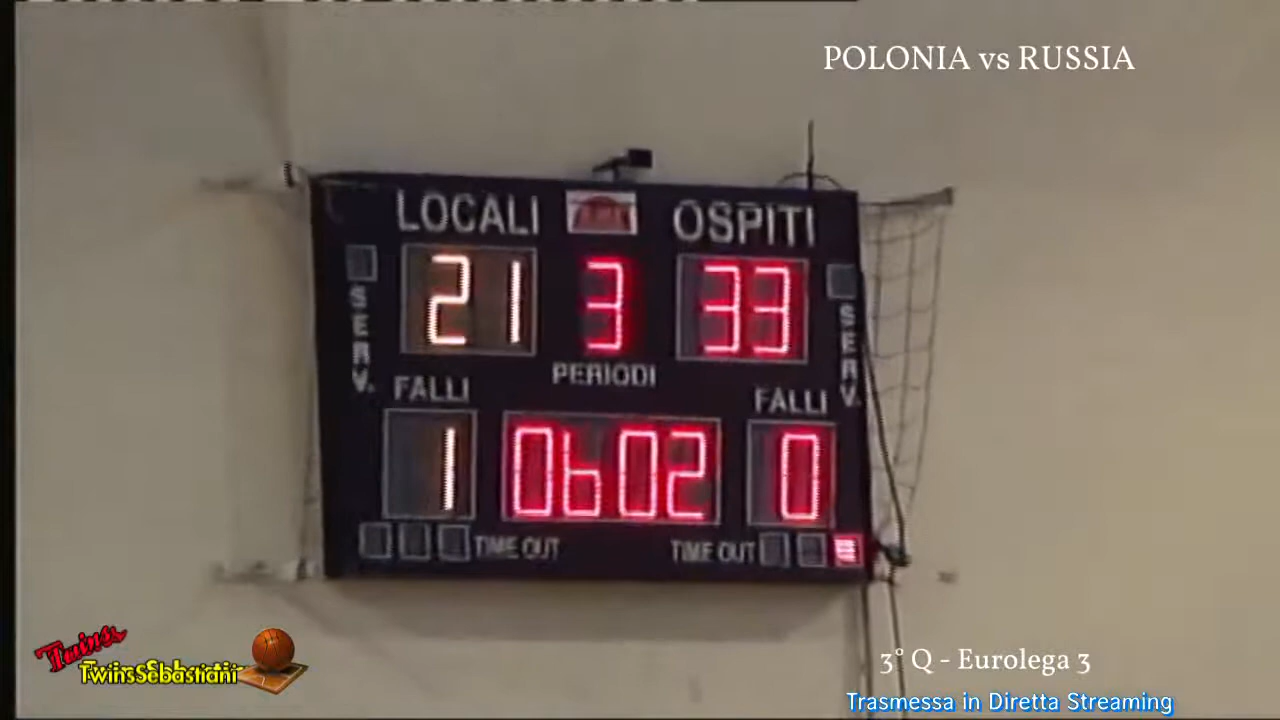 POLONIA vs RUSSIA
LOCALI
OSPITI
21
3
33
SERV.
SERV.
PERIODI
FALLI
FALLI
1
0602
0
TIME OUT
TIME OUT
Twins
TwinsSebastiani
3° Q - Eurolega 3
Trasmessa in Diretta Streaming